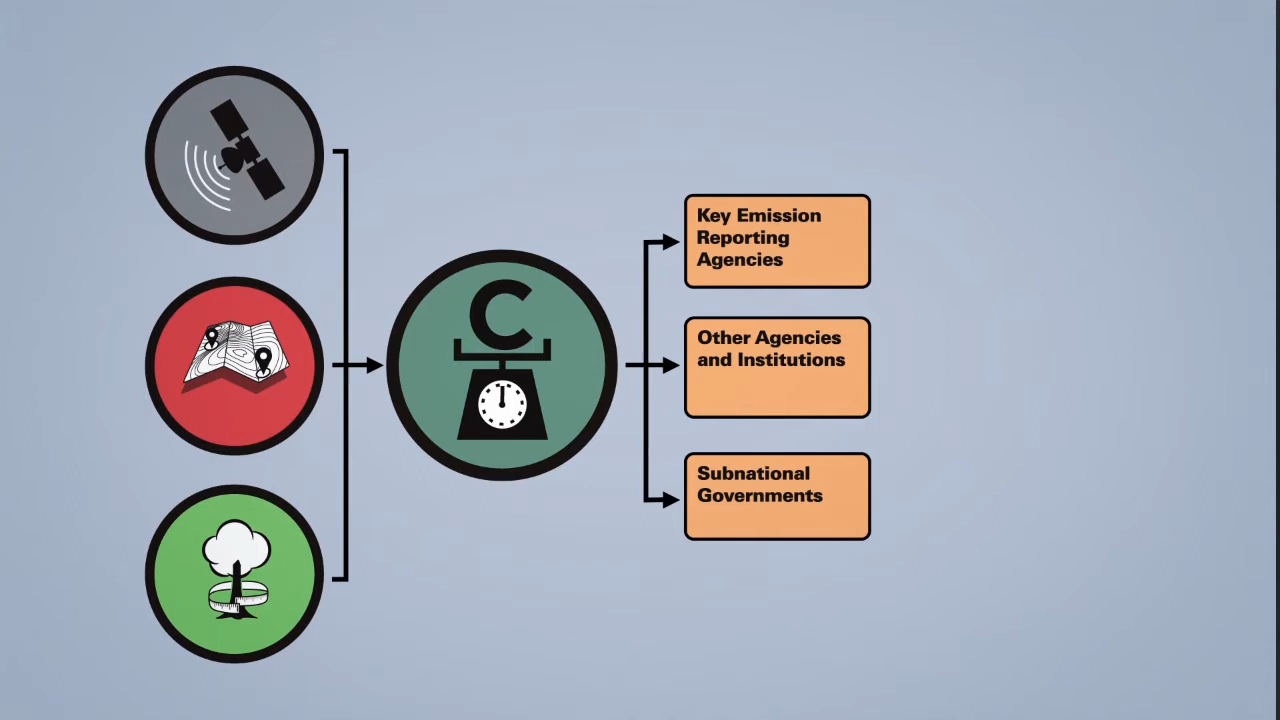 C
Key Emission
Reporting
Agencies
Other Agencies
and Institutions
Subnational
Governments